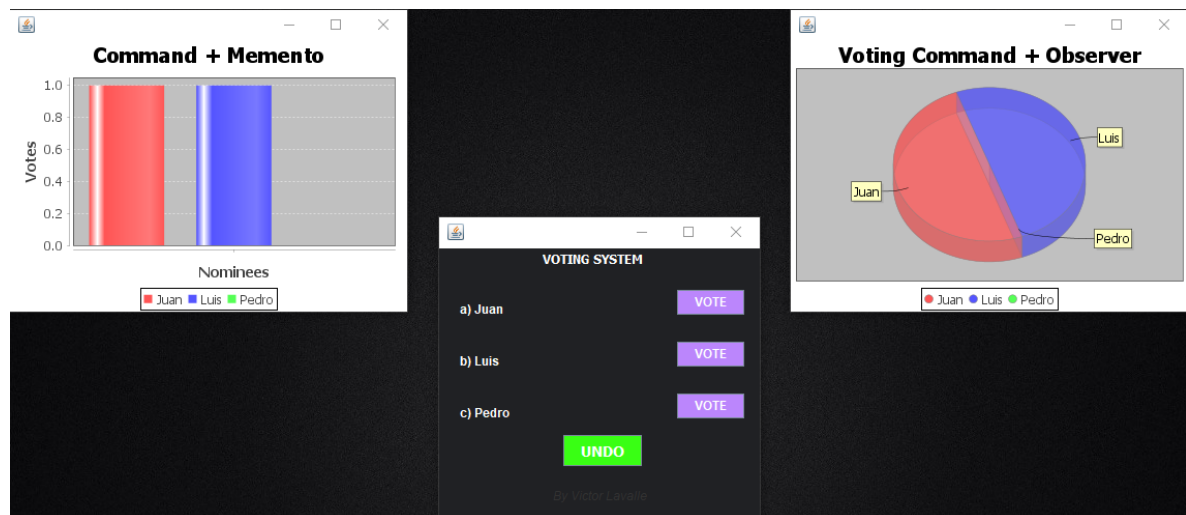 Command + Memento
Votes
1.0
0.8
0.6
0.4
0.2
0.0
Nominees
Juan Luis Pedro
VOTING SYSTEM
a) Juan VOTE
b) Luis VOTE
c) Pedro VOTE
UNDO
By Victor Lavalle
Voting Command + Observer
Luis
Juan
Pedro
Juan Luis Pedro